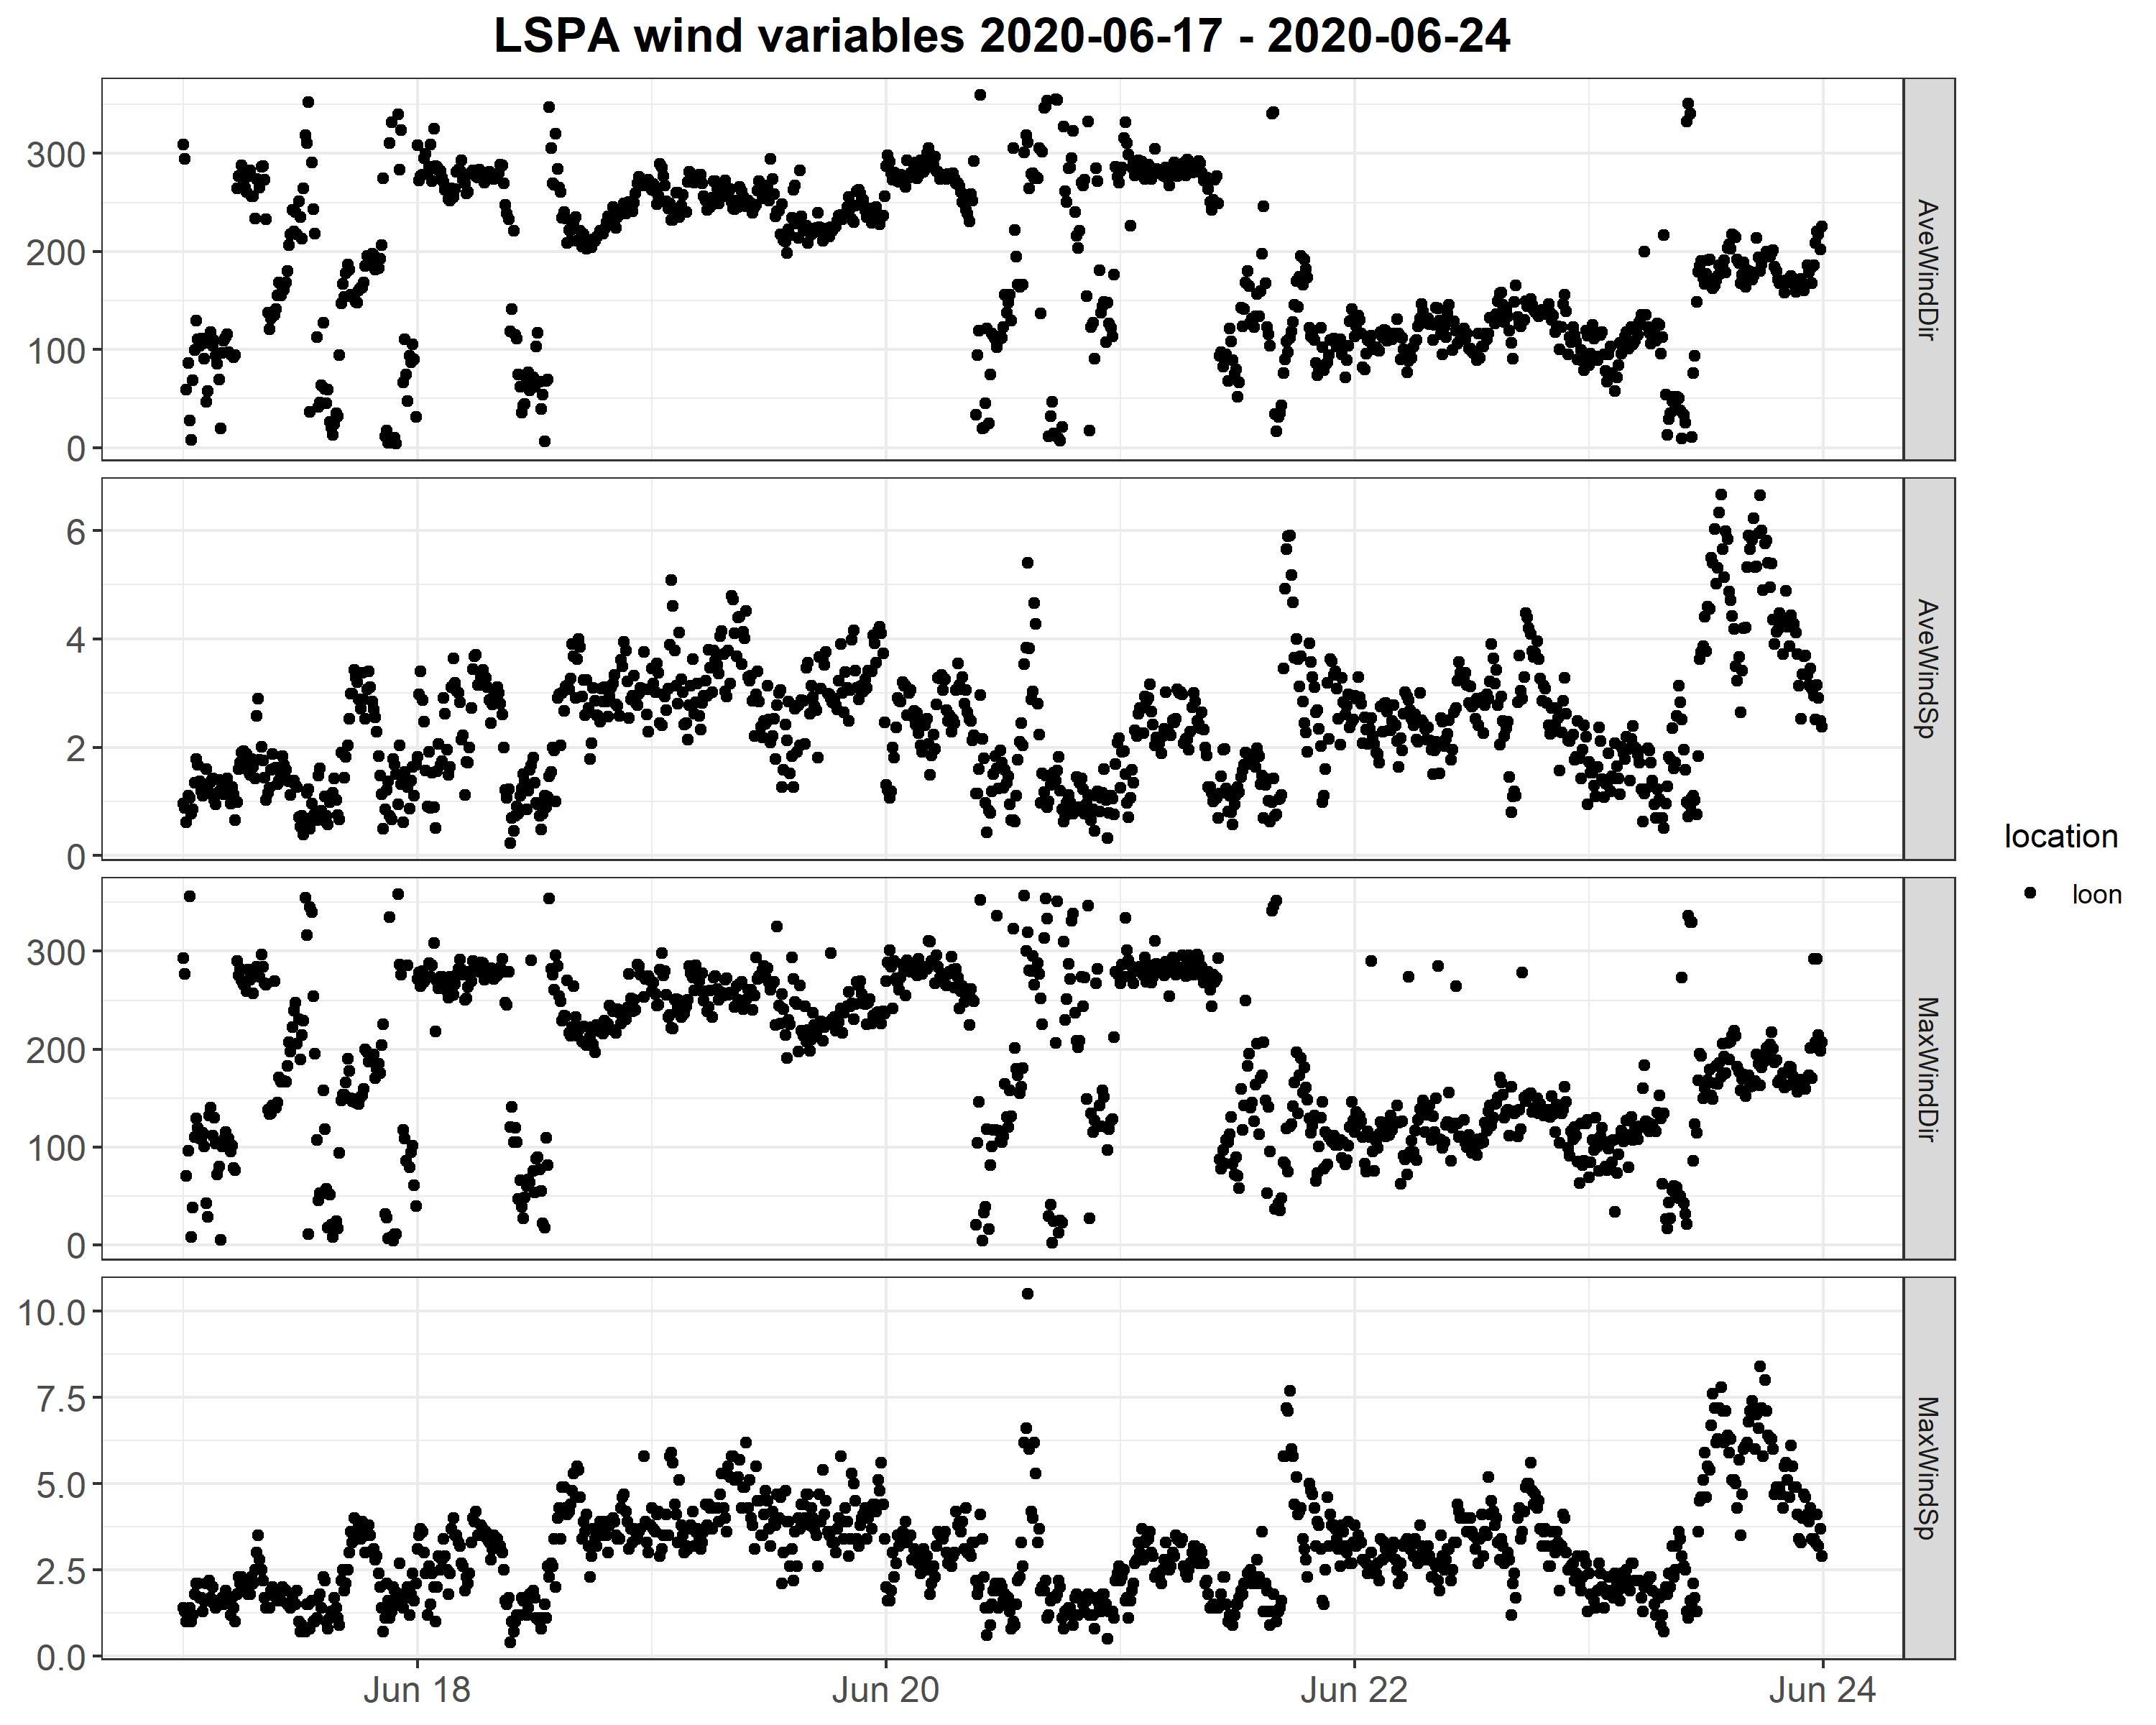 LSPA wind variables 2020-06-17 - 2020-06-24
300
200
100
0
AveWindDir
6
4
2
0
AveWindSp
300
200
100
0
MaxWindDir
10.0
7.5
5.0
2.5
0.0
MaxWindSp
Jun 18 Jun 20 Jun 22 Jun 24
location
loon